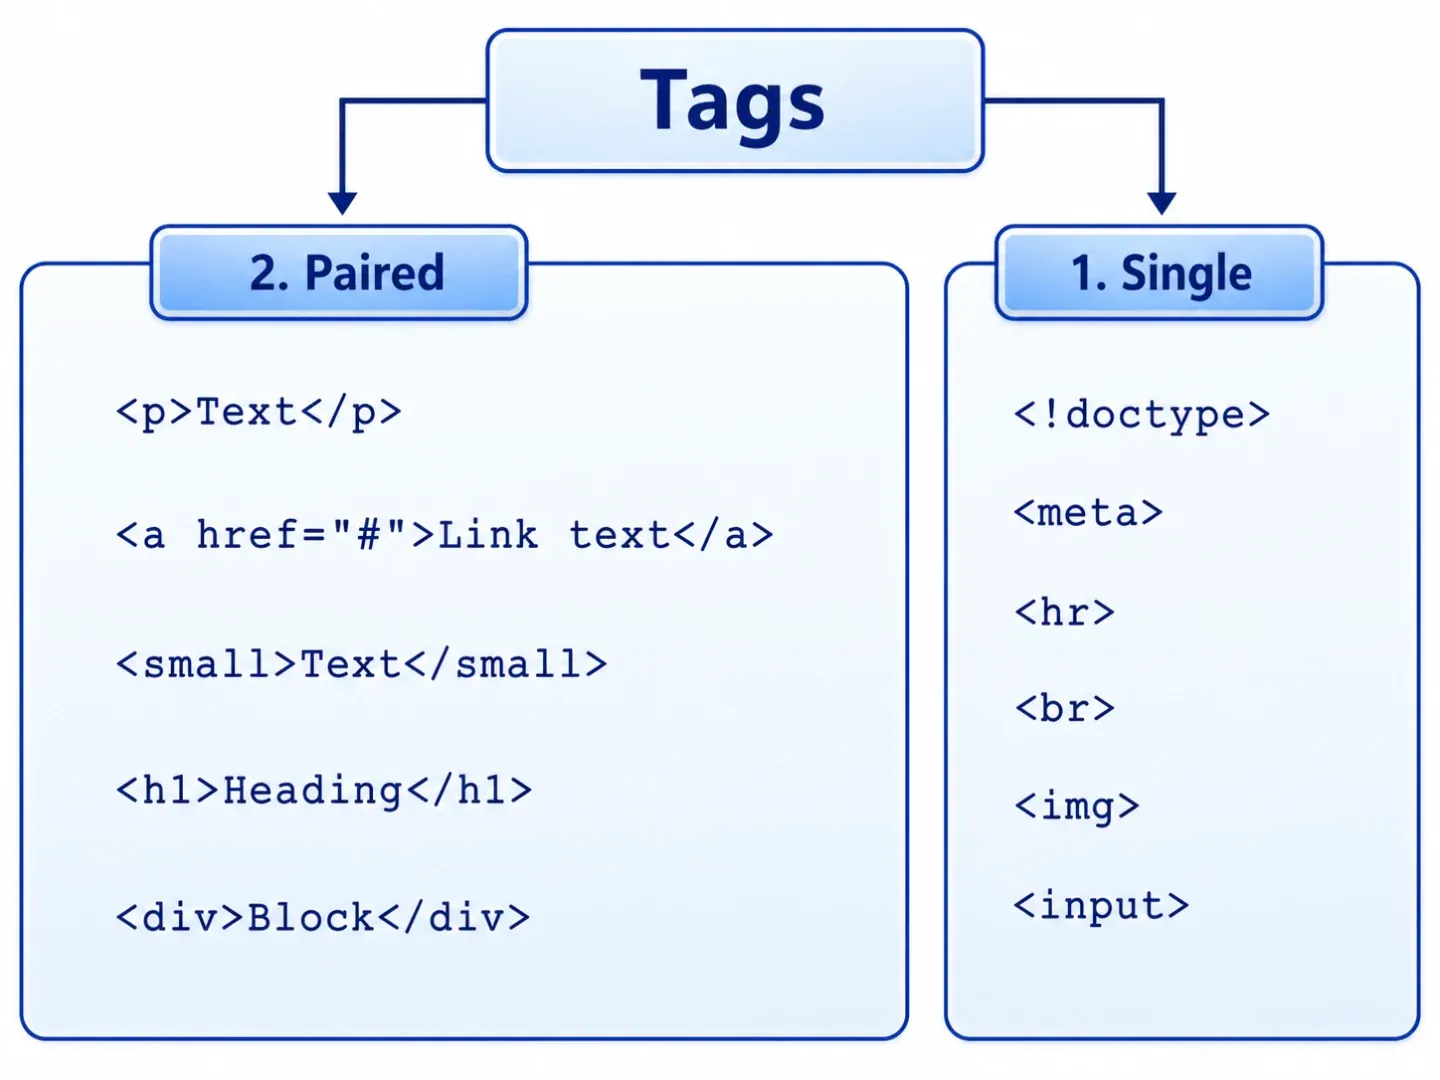 Tags
2. Paired
<p>Text</p>
<a href="#">Link text</a>
<small>Text</small>
<h1>Heading</h1>
<div>Block</div>
1. Single
<!doctype>
<meta>
<hr>
<br>
<img>
<input>